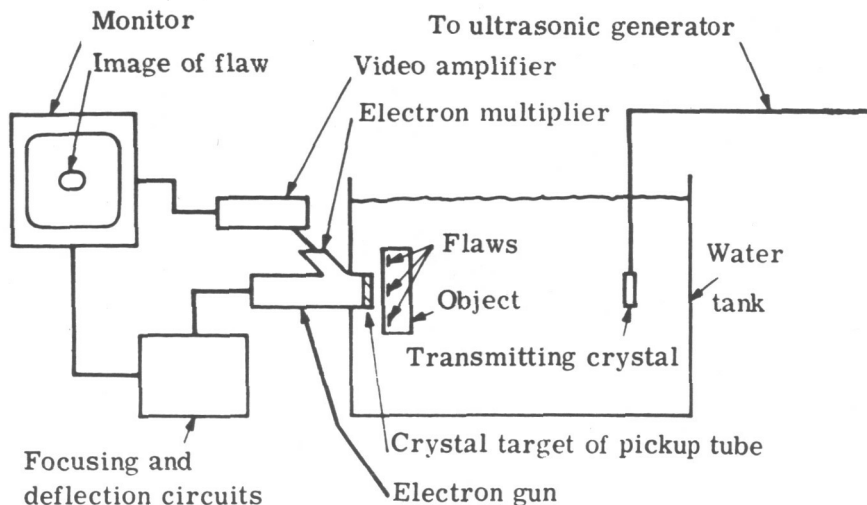 Monitor
To ultrasonic generator
Image of flaw
Video amplifier
Electron multiplier
Flaws
Object
Water
tank
Transmitting crystal
Crystal target of pickup tube
Focusing and
deflection circuits
Electron gun